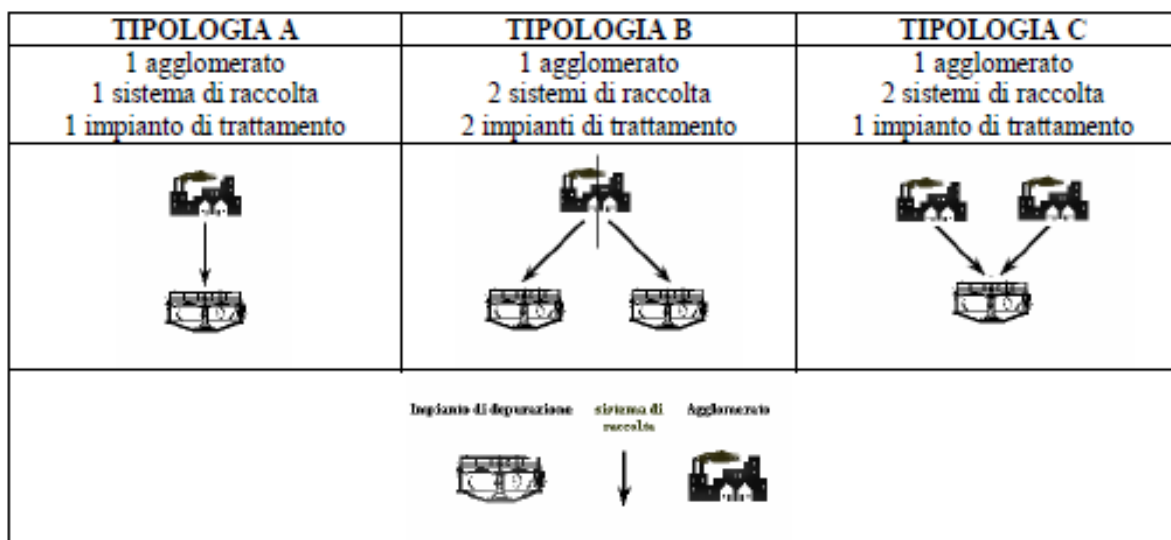 TIPOLOGIA A
1 agglomerato
1 sistema di raccolta
1 impianto di trattamento
TIPOLOGIA B
1 agglomerato
2 sistemi di raccolta
2 impianti di trattamento
TIPOLOGIA C
1 agglomerato
2 sistemi di raccolta
1 impianto di trattamento
Impianto di depurazione
sistema di
raccolta
Agglomerato